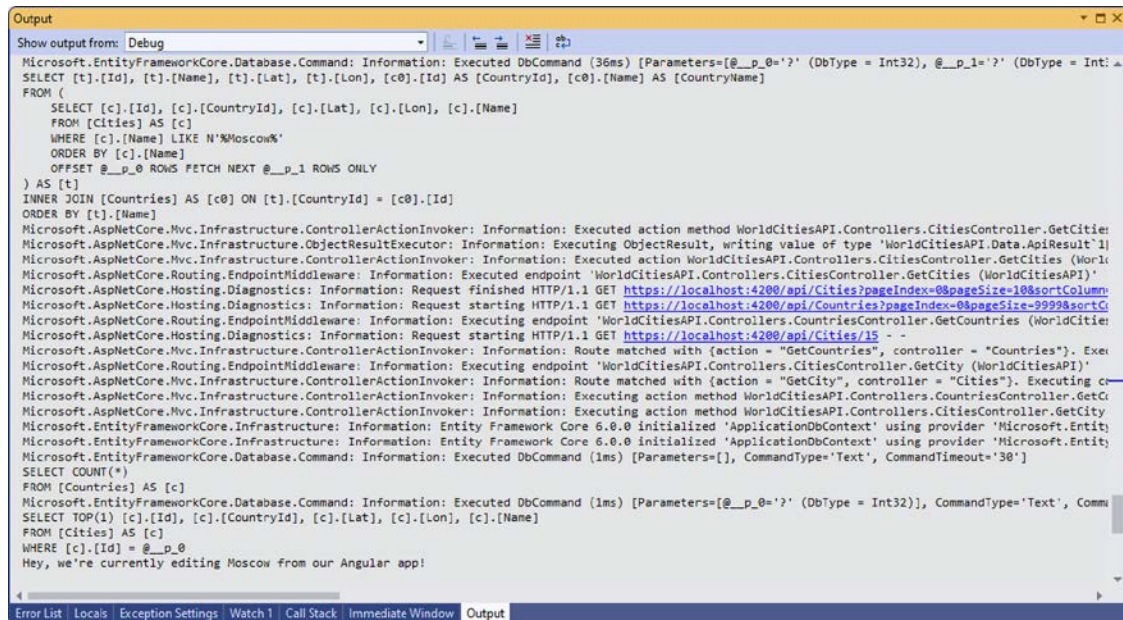 Output
Show output from: Debug
Microsoft.EntityFrameworkCore.Database.Command: Information: Executed DbCommand (36ms) [Parameters=[@__p_0='?' (DbType = Int32), @__p_1='?' (DbType = Int3
SELECT [t].[Id], [t].[Name], [t].[Lat], [t].[Lon], [c0].[Id] AS [CountryId], [c0].[Name] AS [CountryName]
FROM (
SELECT [c].[Id], [c].[CountryId], [c].[Lat], [c].[Lon], [c].[Name]
FROM [Cities] AS [c]
WHERE [c].[Name] LIKE N'%Moscow%'
ORDER BY [c].[Name]
OFFSET @__p_0 ROWS FETCH NEXT @__p_1 ROWS ONLY
) AS [t]
INNER JOIN [Countries] AS [c0] ON [t].[CountryId] = [c0].[Id]
ORDER BY [t].[Name]
Microsoft.AspNetCore.Mvc.Infrastructure.ControllerActionInvoker: Information: Executed action method WorldCitiesAPI.Controllers.CitiesController.GetCities
Microsoft.AspNetCore.Mvc.Infrastructure.ObjectResultExecutor: Information: Executing ObjectResult, writing value of type 'WorldCitiesAPI.Data.ApiResult`1[
Microsoft.AspNetCore.Mvc.Infrastructure.ControllerActionInvoker: Information: Executed action WorldCitiesAPI.Controllers.CitiesController.GetCities (World
Microsoft.AspNetCore.Routing.EndpointMiddleware: Information: Executed endpoint 'WorldCitiesAPI.Controllers.CitiesController.GetCities (WorldCitiesAPI)'
Microsoft.AspNetCore.Hosting.Diagnostics: Information: Request finished HTTP/1.1 GET https://localhost:4200/api/Cities?pageIndex=0&pageSize=10&sortColumn=
Microsoft.AspNetCore.Hosting.Diagnostics: Information: Request starting HTTP/1.1 GET https://localhost:4200/api/Countries?pageIndex=0&pageSize=9999&sortCo
Microsoft.AspNetCore.Routing.EndpointMiddleware: Information: Executing endpoint 'WorldCitiesAPI.Controllers.CountriesController.GetCountries (WorldCities
Microsoft.AspNetCore.Hosting.Diagnostics: Information: Request starting HTTP/1.1 GET https://localhost:4200/api/Cities/15 - -
Microsoft.AspNetCore.Mvc.Infrastructure.ControllerActionInvoker: Information: Route matched with {action = "GetCountries", controller = "Countries"}. Exec
Microsoft.AspNetCore.Routing.EndpointMiddleware: Information: Executing endpoint 'WorldCitiesAPI.Controllers.CitiesController.GetCity (WorldCitiesAPI)'
Microsoft.AspNetCore.Mvc.Infrastructure.ControllerActionInvoker: Information: Route matched with {action = "GetCity", controller = "Cities"}. Executing co
Microsoft.AspNetCore.Mvc.Infrastructure.ControllerActionInvoker: Information: Executing action method WorldCitiesAPI.Controllers.CountriesController.GetCo
Microsoft.AspNetCore.Mvc.Infrastructure.ControllerActionInvoker: Information: Executing action method WorldCitiesAPI.Controllers.CitiesController.GetCity
Microsoft.EntityFrameworkCore.Infrastructure: Information: Entity Framework Core 6.0.0 initialized 'ApplicationDbContext' using provider 'Microsoft.Entity
Microsoft.EntityFrameworkCore.Infrastructure: Information: Entity Framework Core 6.0.0 initialized 'ApplicationDbContext' using provider 'Microsoft.Entity
Microsoft.EntityFrameworkCore.Database.Command: Information: Executed DbCommand (1ms) [Parameters=[], CommandType='Text', CommandTimeout='30']
SELECT COUNT(*)
FROM [Countries] AS [c]
Microsoft.EntityFrameworkCore.Database.Command: Information: Executed DbCommand (1ms) [Parameters=[@__p_0='?' (DbType = Int32)], CommandType='Text', Comma
SELECT TOP(1) [c].[Id], [c].[CountryId], [c].[Lat], [c].[Lon], [c].[Name]
FROM [Cities] AS [c]
WHERE [c].[Id] = @__p_0
Hey, we're currently editing Moscow from our Angular app!
Error List Locals Exception Settings Watch 1 Call Stack Immediate Window Output